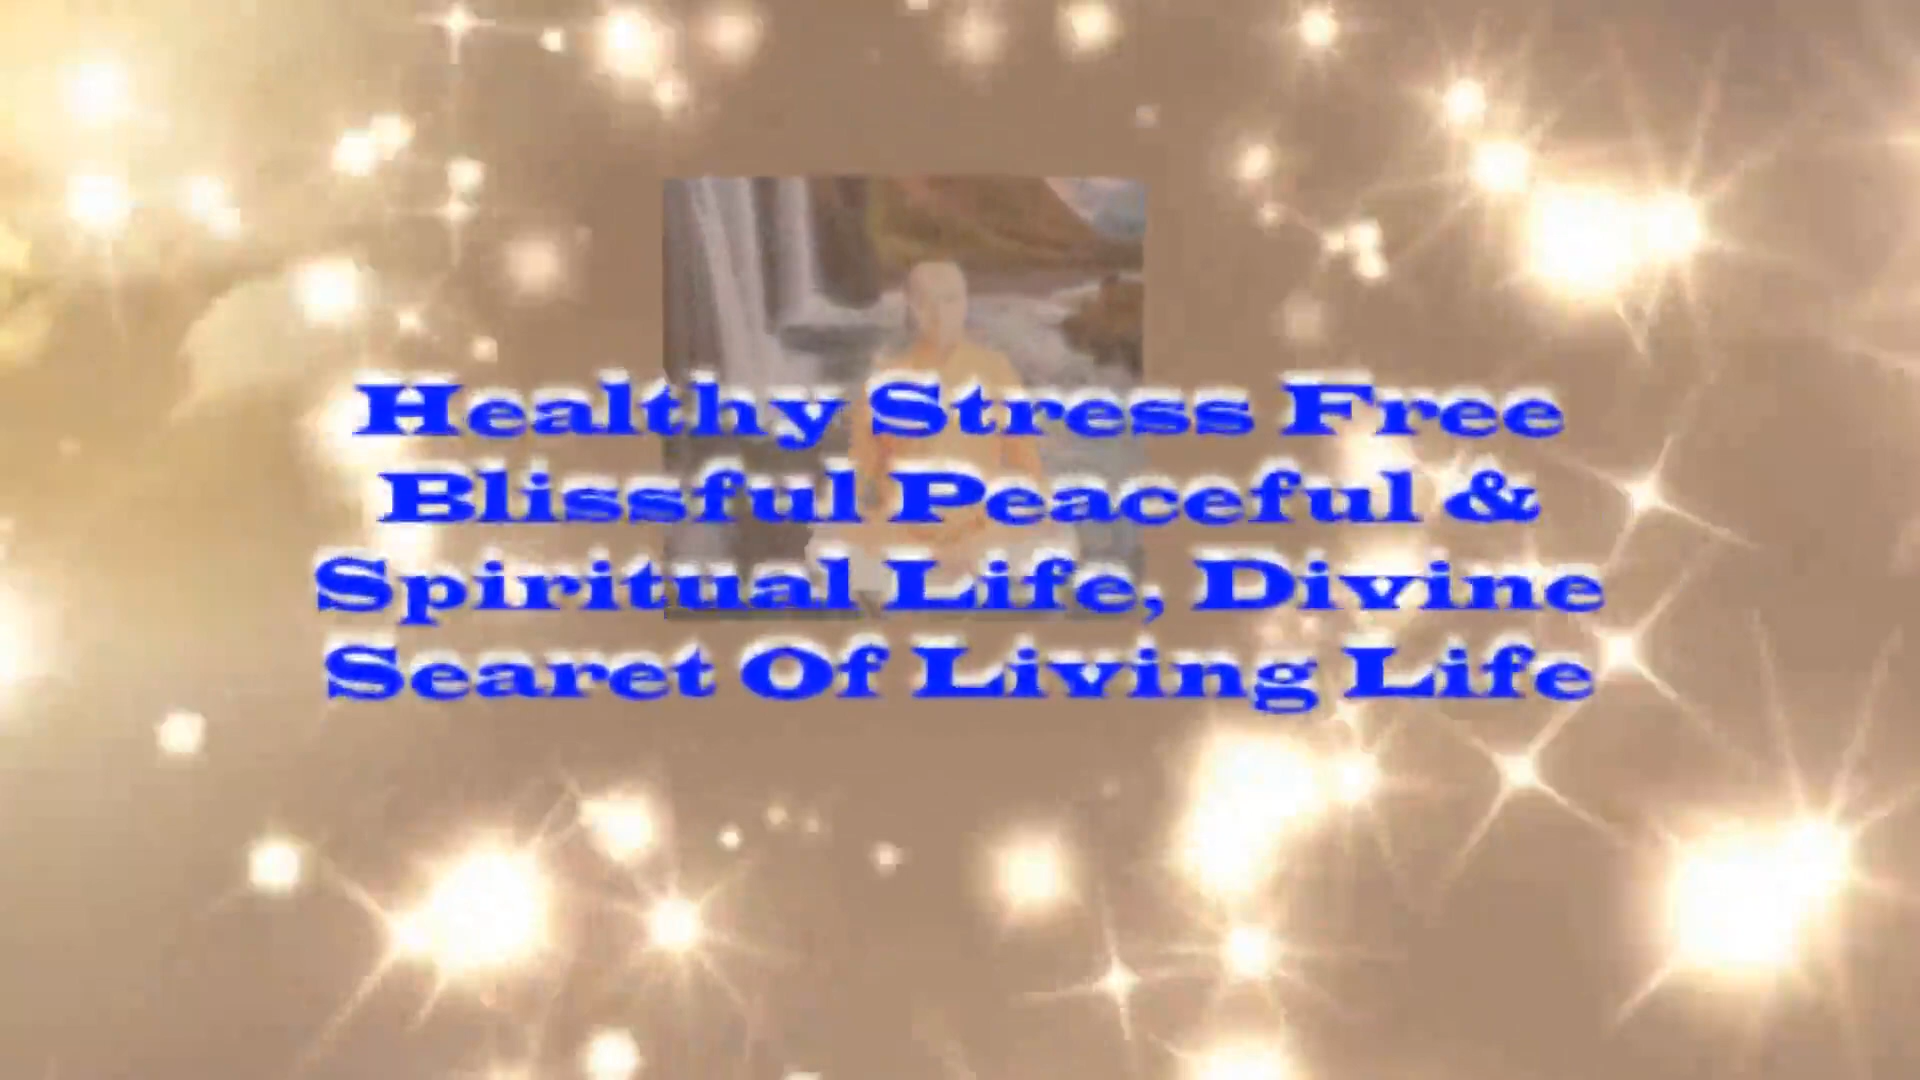 Healthy Stress Free
Blissful Peaceful &
Spiritual Life, Divine
Searet Of Living Life